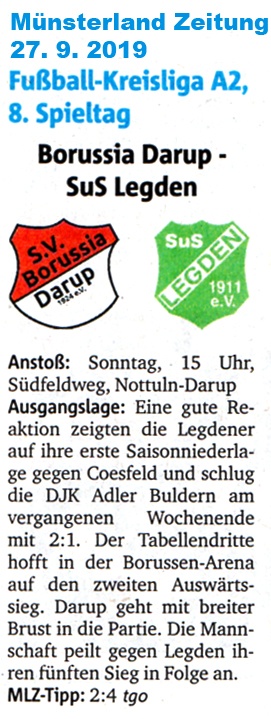 Münsterland Zeitung
27. 9. 2019
Fußball-Kreisliga A2,
8. Spieltag
Borussia Darup -
SuS Legden
S.V.
Borussia
Darup
1924 e.V.
SuS
LEGDEN
1911
e.V.
Anstoß: Sonntag, 15 Uhr,
Südfeldweg, Nottuln-Darup
Ausgangslage: Eine gute Re-
aktion zeigten die Legdener
auf ihre erste Saisonniederla-
ge gegen Coesfeld und schlug
die DJK Adler Buldern am
vergangenen Wochenende
mit 2:1. Der Tabellendritte
hofft in der Borussen-Arena
auf den zweiten Auswärts-
sieg. Darup geht mit breiter
Brust in die Partie. Die Mann-
schaft peilt gegen Legden ih-
ren fünften Sieg in Folge an.
MLZ-Tipp: 2:4 tgo